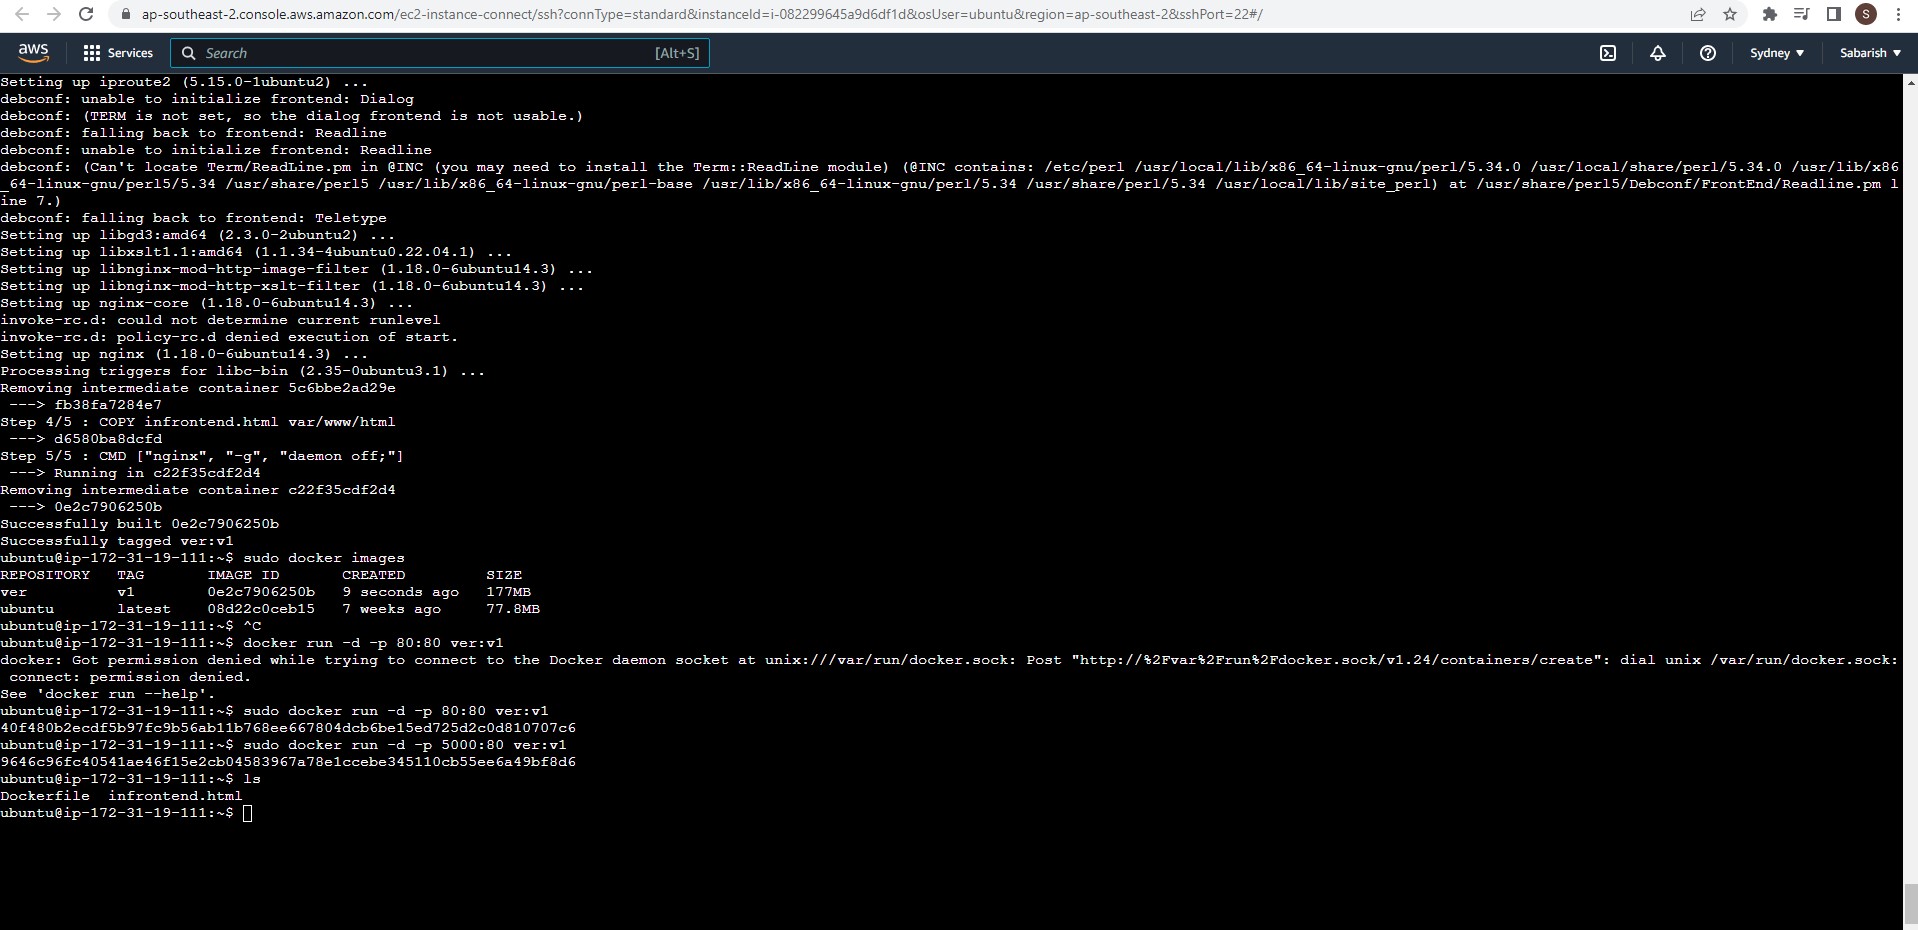 ap-southeast-2.console.aws.amazon.com/ec2-instance-connect/ssh?connType=standard&instanceId=i-082299645a9d6df1d&osUser=ubuntu&region=ap-southeast-2&sshPort=22#/
S
aws
Services
Search
[Alt+S]
Sydney
Sabarish
Setting up iproute2 (5.15.0-1ubuntu2) ...
debconf: unable to initialize frontend: Dialog
debconf: (TERM is not set, so the dialog frontend is not usable.)
debconf: falling back to frontend: Readline
debconf: unable to initialize frontend: Readline
debconf: (Can't locate Term/ReadLine.pm in @INC (you may need to install the Term::ReadLine module) (@INC contains: /etc/perl /usr/local/lib/x86_64-linux-gnu/perl/5.34.0 /usr/local/share/perl/5.34.0 /usr/lib/x86
_64-linux-gnu/perl5/5.34 /usr/share/perl5 /usr/lib/x86_64-linux-gnu/perl-base /usr/lib/x86_64-linux-gnu/perl/5.34 /usr/share/perl/5.34 /usr/local/lib/site_perl) at /usr/share/perl5/Debconf/FrontEnd/Readline.pm l
ine 7.)
debconf: falling back to frontend: Teletype
Setting up libgd3:amd64 (2.3.0-2ubuntu2) ...
Setting up libxslt1.1:amd64 (1.1.34-4ubuntu0.22.04.1) ...
Setting up libnginx-mod-http-image-filter (1.18.0-6ubuntu14.3) ...
Setting up libnginx-mod-http-xslt-filter (1.18.0-6ubuntu14.3) ...
Setting up nginx-core (1.18.0-6ubuntu14.3) ...
invoke-rc.d: could not determine current runlevel
invoke-rc.d: policy-rc.d denied execution of start.
Setting up nginx (1.18.0-6ubuntu14.3) ...
Processing triggers for libc-bin (2.35-0ubuntu3.1) ...
Removing intermediate container 5c6bbe2ad29e
 ---> fb38fa7284e7
Step 4/5 : COPY infrontend.html var/www/html
 ---> d6580ba8dcfd
Step 5/5 : CMD ["nginx", "-g", "daemon off;"]
 ---> Running in c22f35cdf2d4
Removing intermediate container c22f35cdf2d4
 ---> 0e2c7906250b
Successfully built 0e2c7906250b
Successfully tagged ver:v1
ubuntu@ip-172-31-19-111:~$ sudo docker images
REPOSITORY   TAG       IMAGE ID       CREATED         SIZE
ver          v1        0e2c7906250b   9 seconds ago   177MB
ubuntu       latest    08d22c0ceb15   7 weeks ago     77.8MB
ubuntu@ip-172-31-19-111:~$ ^C
ubuntu@ip-172-31-19-111:~$ docker run -d -p 80:80 ver:v1
docker: Got permission denied while trying to connect to the Docker daemon socket at unix:///var/run/docker.sock: Post "http://%2Fvar%2Frun%2Fdocker.sock/v1.24/containers/create": dial unix /var/run/docker.sock:
 connect: permission denied.
See 'docker run --help'.
ubuntu@ip-172-31-19-111:~$ sudo docker run -d -p 80:80 ver:v1
40f480b2ecdf5b97fc9b56ab11b768ee667804dcb6be15ed725d2c0d810707c6
ubuntu@ip-172-31-19-111:~$ sudo docker run -d -p 5000:80 ver:v1
9646c96fc40541ae46f15e2cb04583967a78e1ccebe345110cb55ee6a49bf8d6
ubuntu@ip-172-31-19-111:~$ ls
Dockerfile  infrontend.html
ubuntu@ip-172-31-19-111:~$